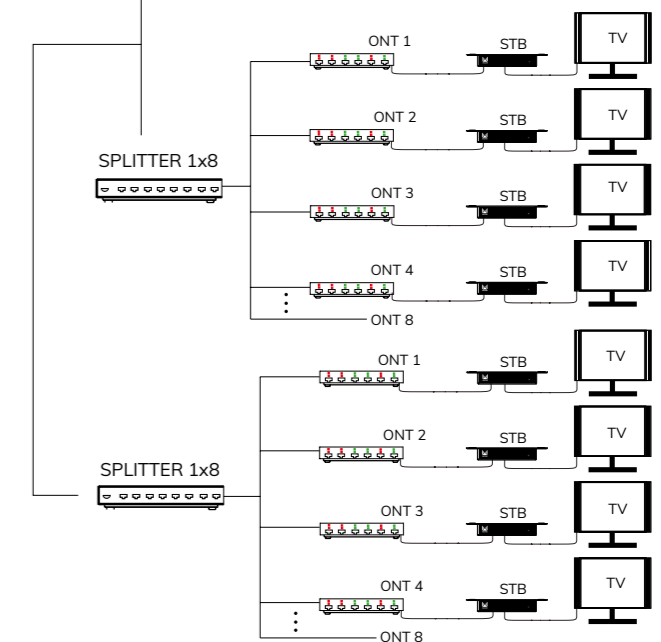 ONT 1 STB TV
ONT 2 STB TV
SPLITTER 1x8
ONT 3 STB TV
ONT 4 STB TV
ONT 8
ONT 1 STB TV
ONT 2 STB TV
SPLITTER 1x8
ONT 3 STB TV
ONT 4 STB TV
ONT 8